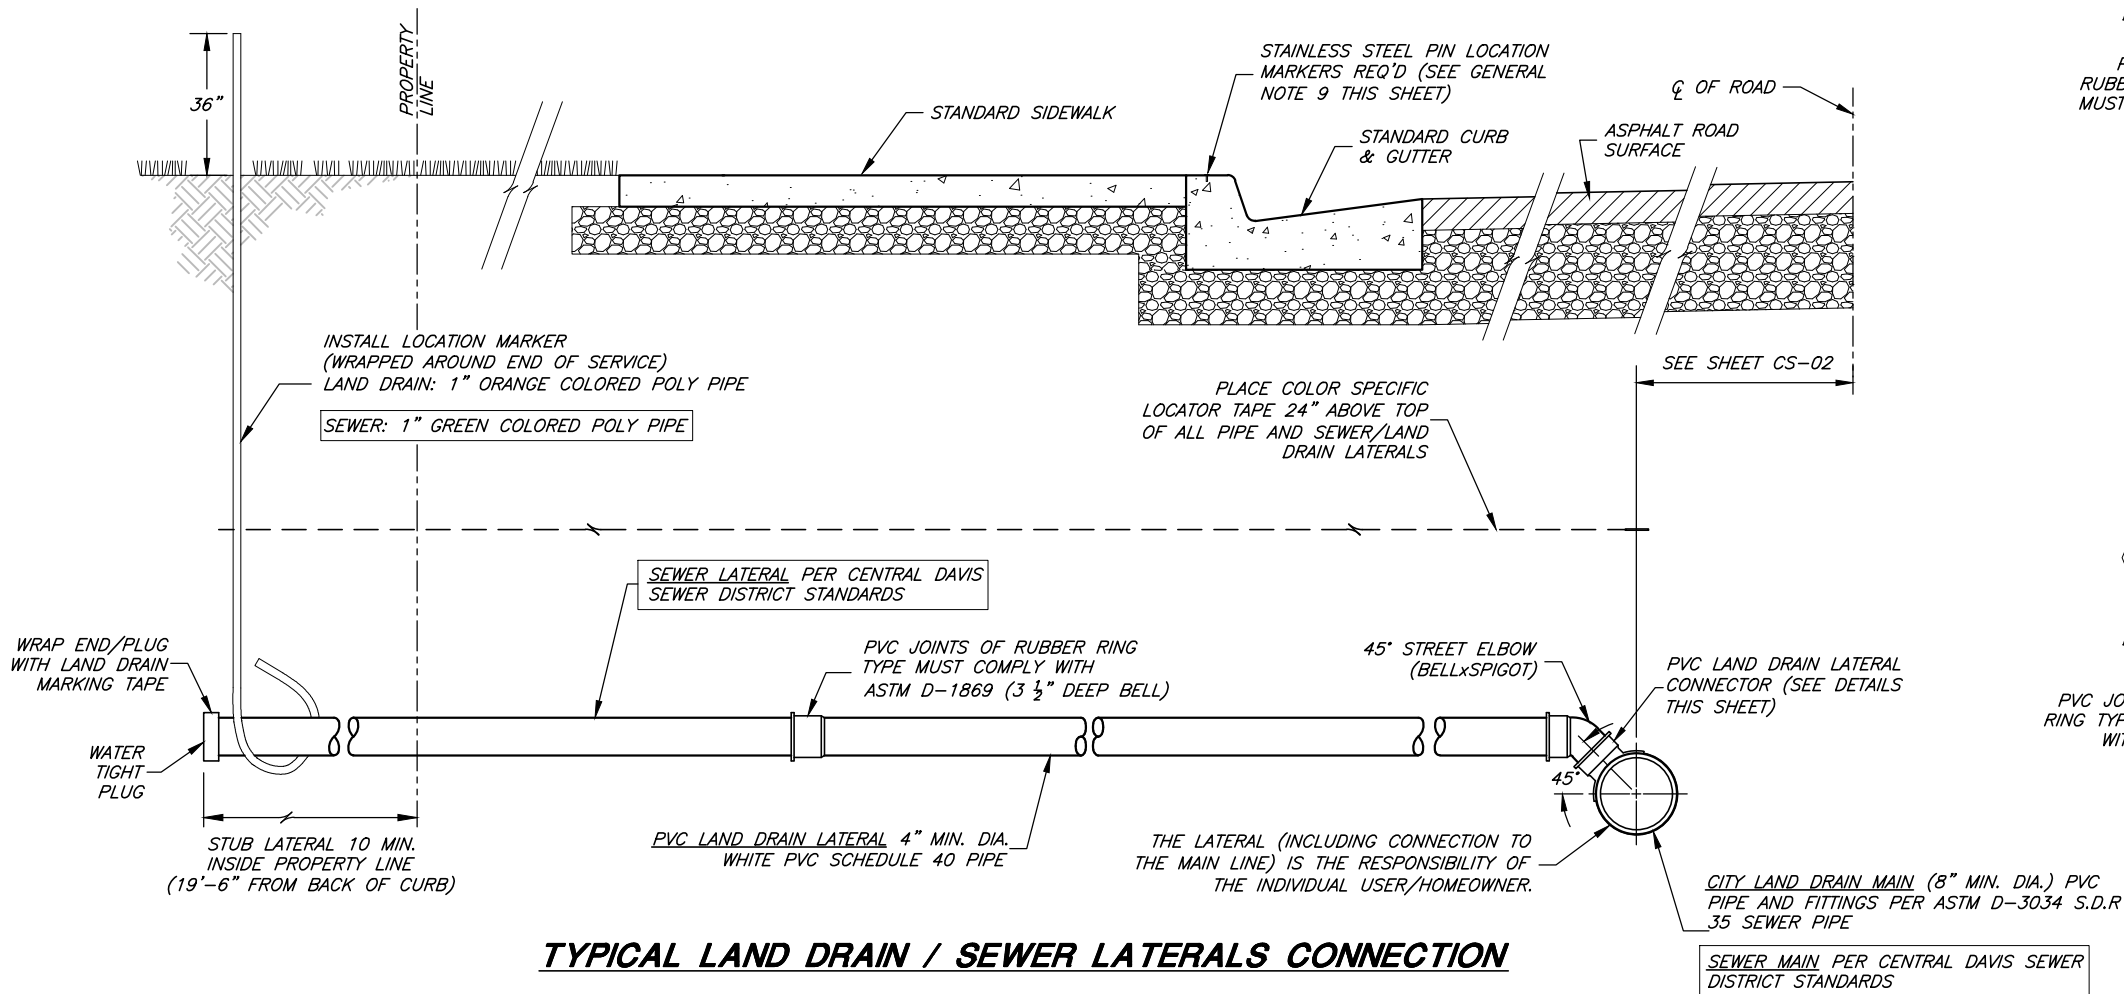 36"
PROPERTY
LINE
STANDARD SIDEWALK
STAINLESS STEEL PIN LOCATION
MARKERS REQ'D (SEE GENERAL
NOTE 9 THIS SHEET)
STANDARD CURB
& GUTTER
℄ OF ROAD
ASPHALT ROAD
SURFACE
RUBBE
MUST
INSTALL LOCATION MARKER
(WRAPPED AROUND END OF SERVICE)
LAND DRAIN: 1" ORANGE COLORED POLY PIPE
SEWER: 1" GREEN COLORED POLY PIPE
SEE SHEET CS-02
PLACE COLOR SPECIFIC
LOCATOR TAPE 24" ABOVE TOP
OF ALL PIPE AND SEWER/LAND
DRAIN LATERALS
SEWER LATERAL PER CENTRAL DAVIS
SEWER DISTRICT STANDARDS
WRAP END/PLUG
WITH LAND DRAIN
MARKING TAPE
PVC JOINTS OF RUBBER RING
TYPE MUST COMPLY WITH
ASTM D-1869 (3 ½" DEEP BELL)
45° STREET ELBOW
(BELLxSPIGOT)
PVC LAND DRAIN LATERAL
CONNECTOR (SEE DETAILS
THIS SHEET)
PVC JO
RING TYP
WIT
WATER
TIGHT
PLUG
45°
STUB LATERAL 10 MIN.
INSIDE PROPERTY LINE
(19'-6" FROM BACK OF CURB)
PVC LAND DRAIN LATERAL 4" MIN. DIA.
WHITE PVC SCHEDULE 40 PIPE
THE LATERAL (INCLUDING CONNECTION TO
THE MAIN LINE) IS THE RESPONSIBILITY OF
THE INDIVIDUAL USER/HOMEOWNER.
CITY LAND DRAIN MAIN (8" MIN. DIA.) PVC
PIPE AND FITTINGS PER ASTM D-3034 S.D.R
35 SEWER PIPE
SEWER MAIN PER CENTRAL DAVIS SEWER
DISTRICT STANDARDS
TYPICAL LAND DRAIN / SEWER LATERALS CONNECTION